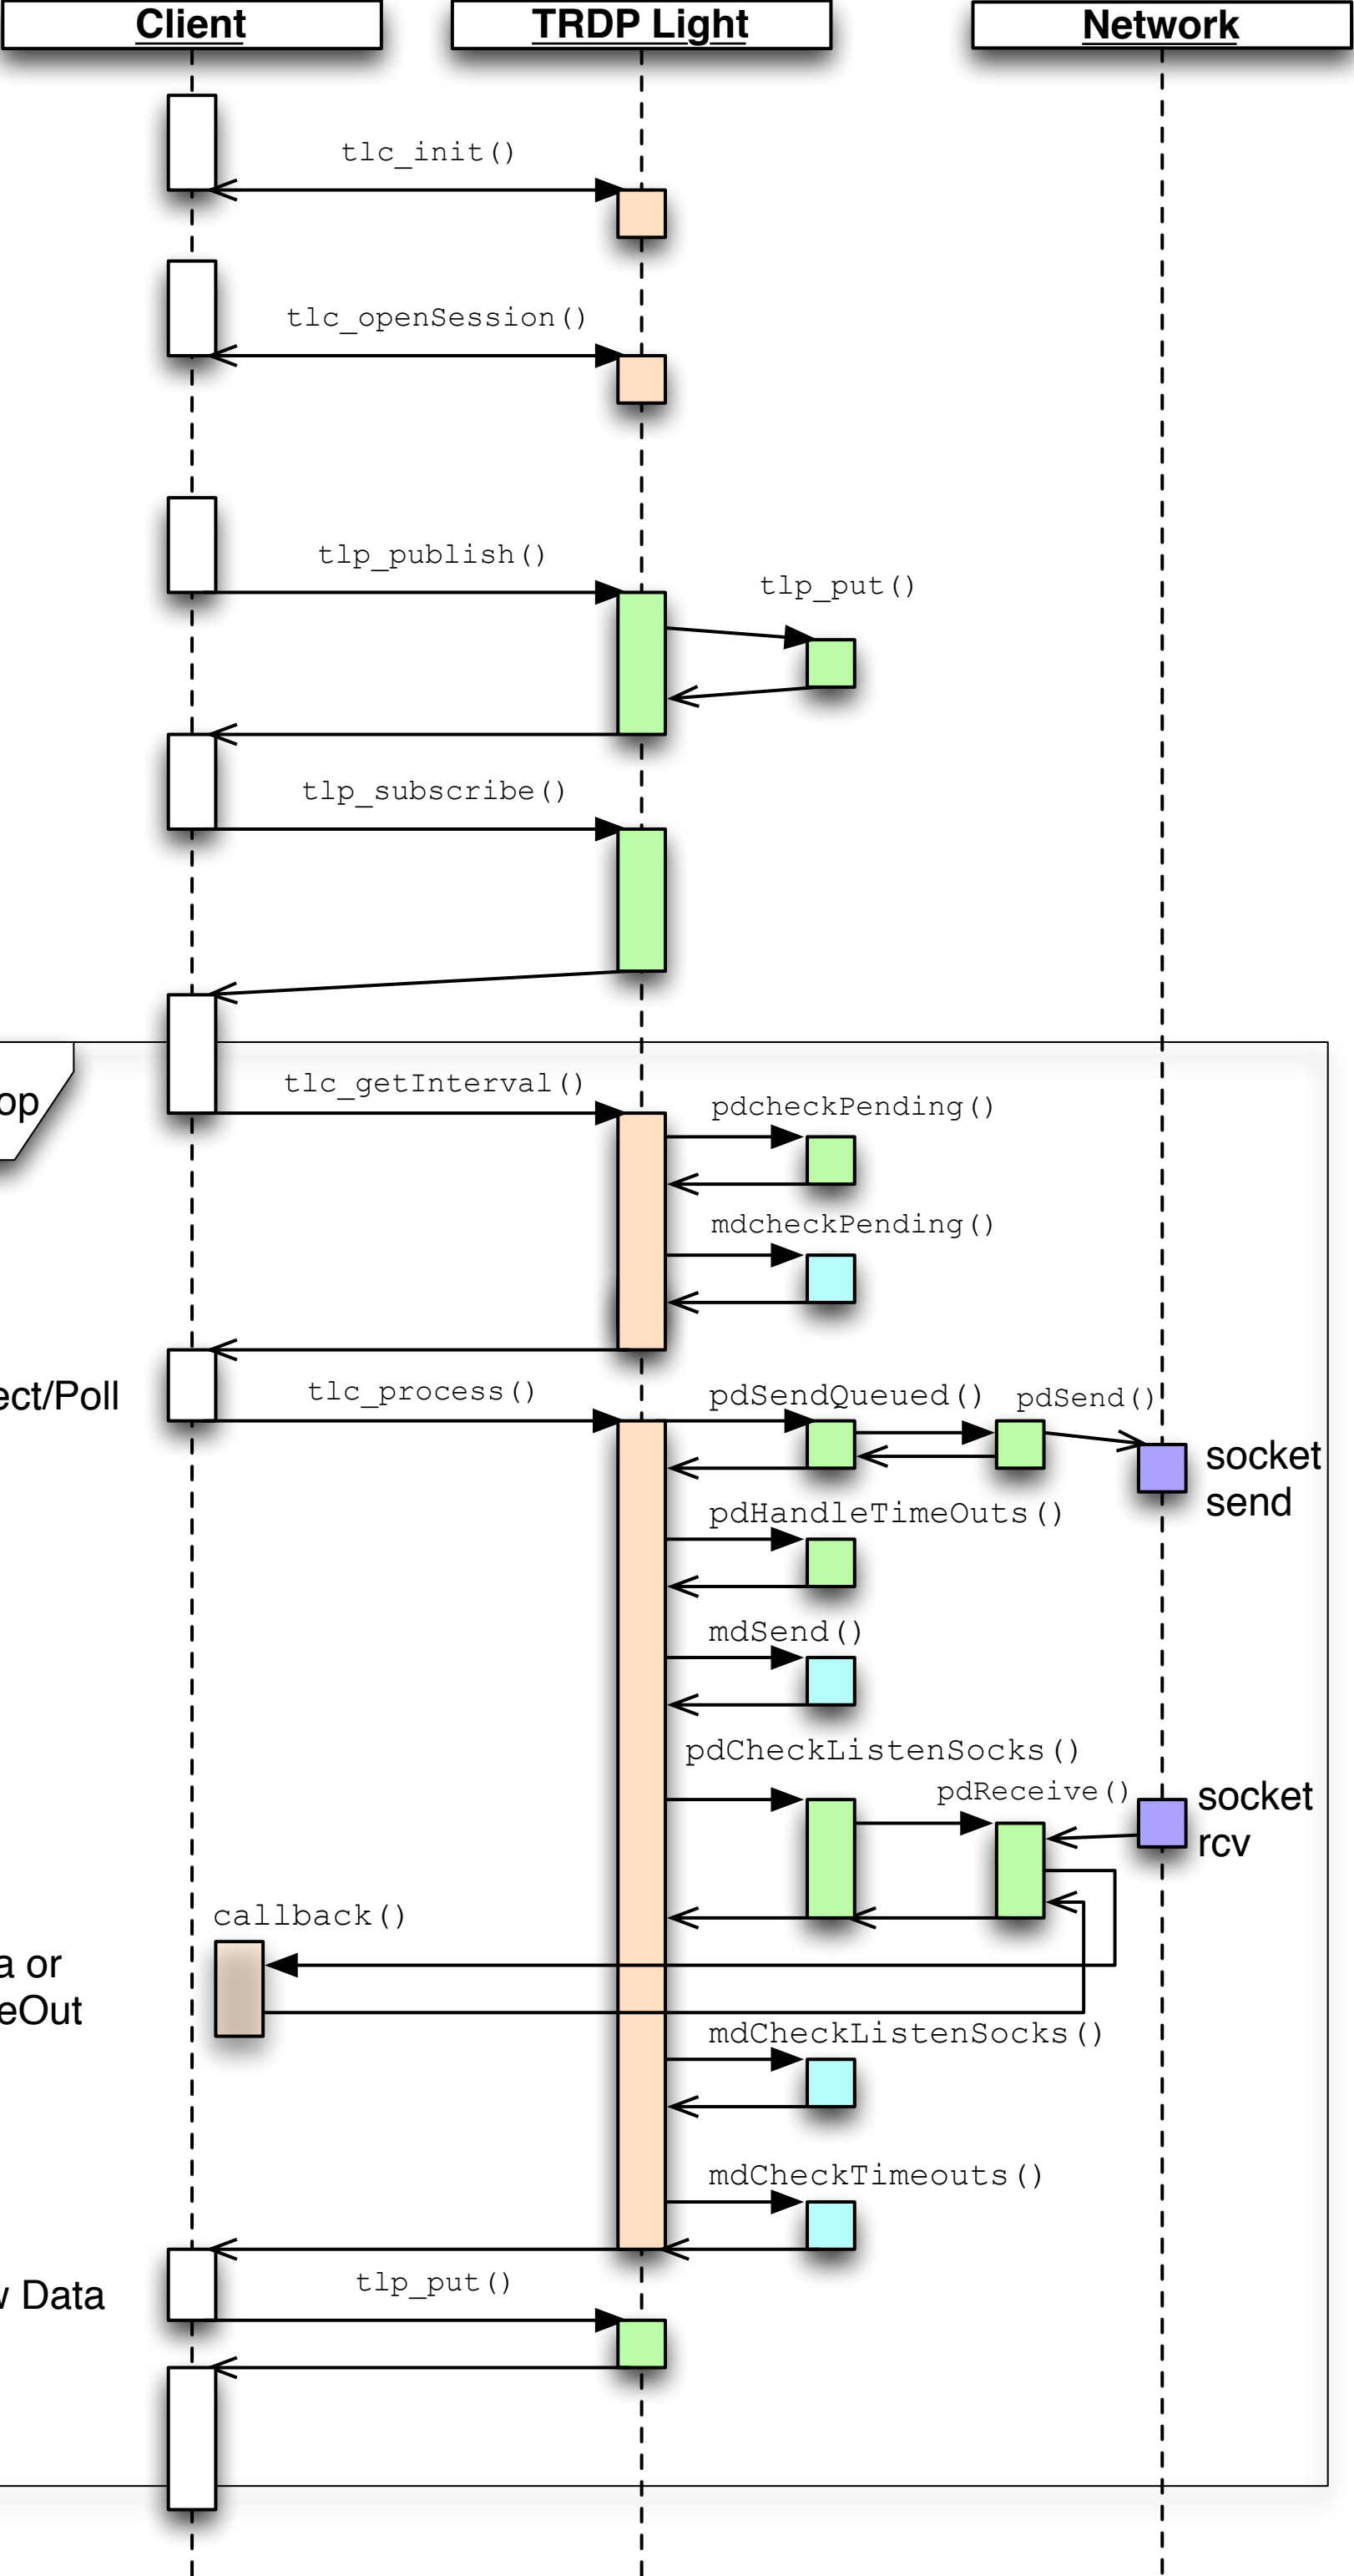 Client
TRDP Light
Network
tlc_init()
tlc_openSession()
tlp_publish()
tlp_put()
tlp_subscribe()
op
tlc_getInterval()
pdcheckPending()
mdcheckPending()
ect/Poll
tlc_process()
pdSendQueued()
pdSend()
socket
send
pdHandleTimeOuts()
mdSend()
pdCheckListenSocks()
pdReceive()
socket
rcv
callback()
a or
eOut
mdCheckListenSocks()
mdCheckTimeouts()
w Data
tlp_put()